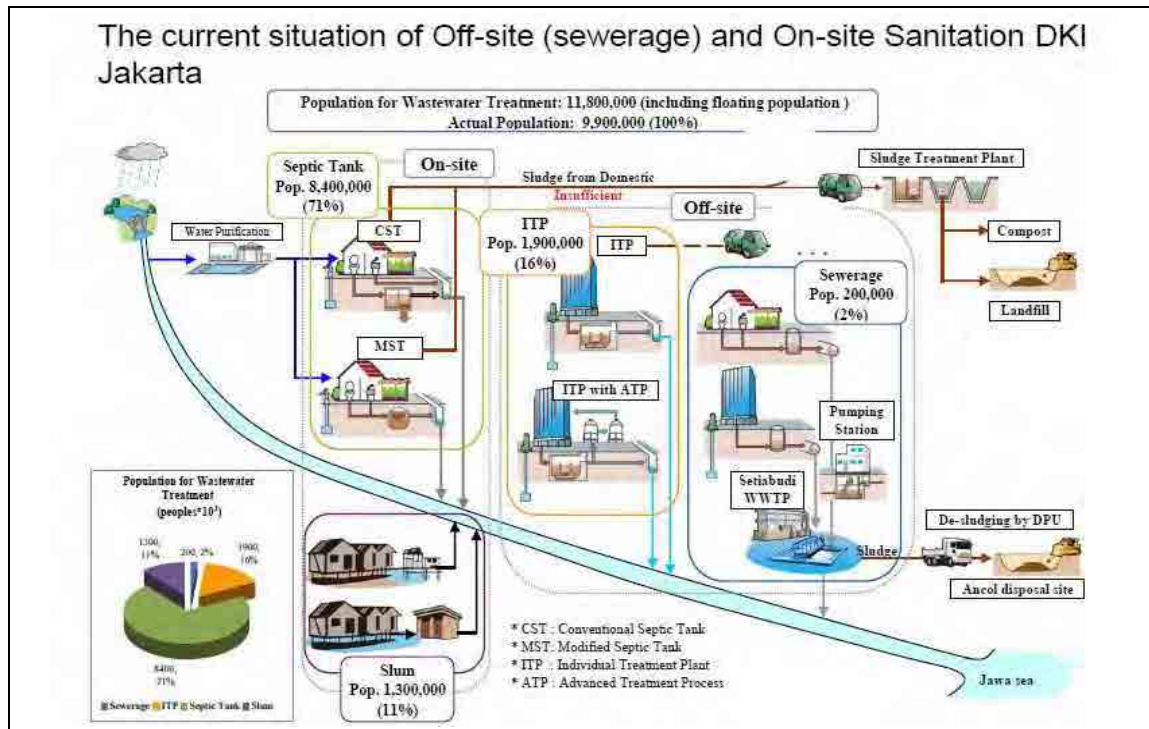 The current situation of Off-site (sewerage) and On-site Sanitation DKI
Jakarta
Population for Wastewater Treatment: 11,800,000 (including floating population )
Actual Population: 9,900,000 (100%)
Septic Tank
Pop. 8,400,000
(71%)
On-site
Sludge from Domestic
Insufficient
Sludge Treatment Plant
Off-site
ITP
Pop. 1,900,000
(16%)
CST
ITP
Water Purification
Compost
Sewerage
Pop. 200,000
(2%)
Landfill
MST
ITP with ATP
Pumping
Station
Setiabudi
WWTP
Population for Wastewater
Treatment
(peoples*10³)
1300,
11%
200, 2%
1900,
16%
8400,
71%
Sewerage ITP Septic Tank Slum
De-sludging by DPU
Sludge
Ancol disposal site
* CST : Conventional Septic Tank
* MST: Modified Septic Tank
* ITP : Individual Treatment Plant
* ATP : Advanced Treatment Process
Slum
Pop. 1,300,000
(11%)
Jawa sea